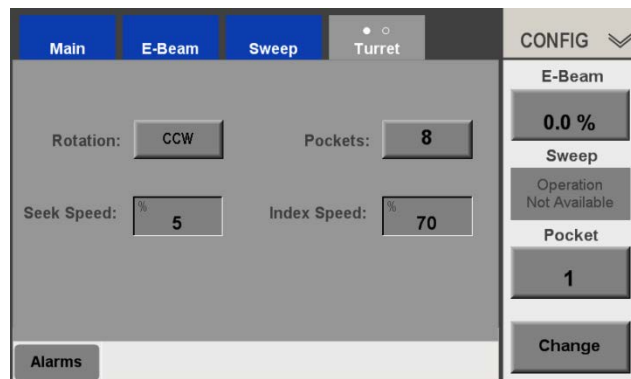 Main
E-Beam
Sweep
Turret
CONFIG
Rotation:
CCW
Pockets:
8
Seek Speed:
%
5
Index Speed:
%
70
E-Beam
0.0 %
Sweep
Operation
Not Available
Pocket
1
Change
Alarms